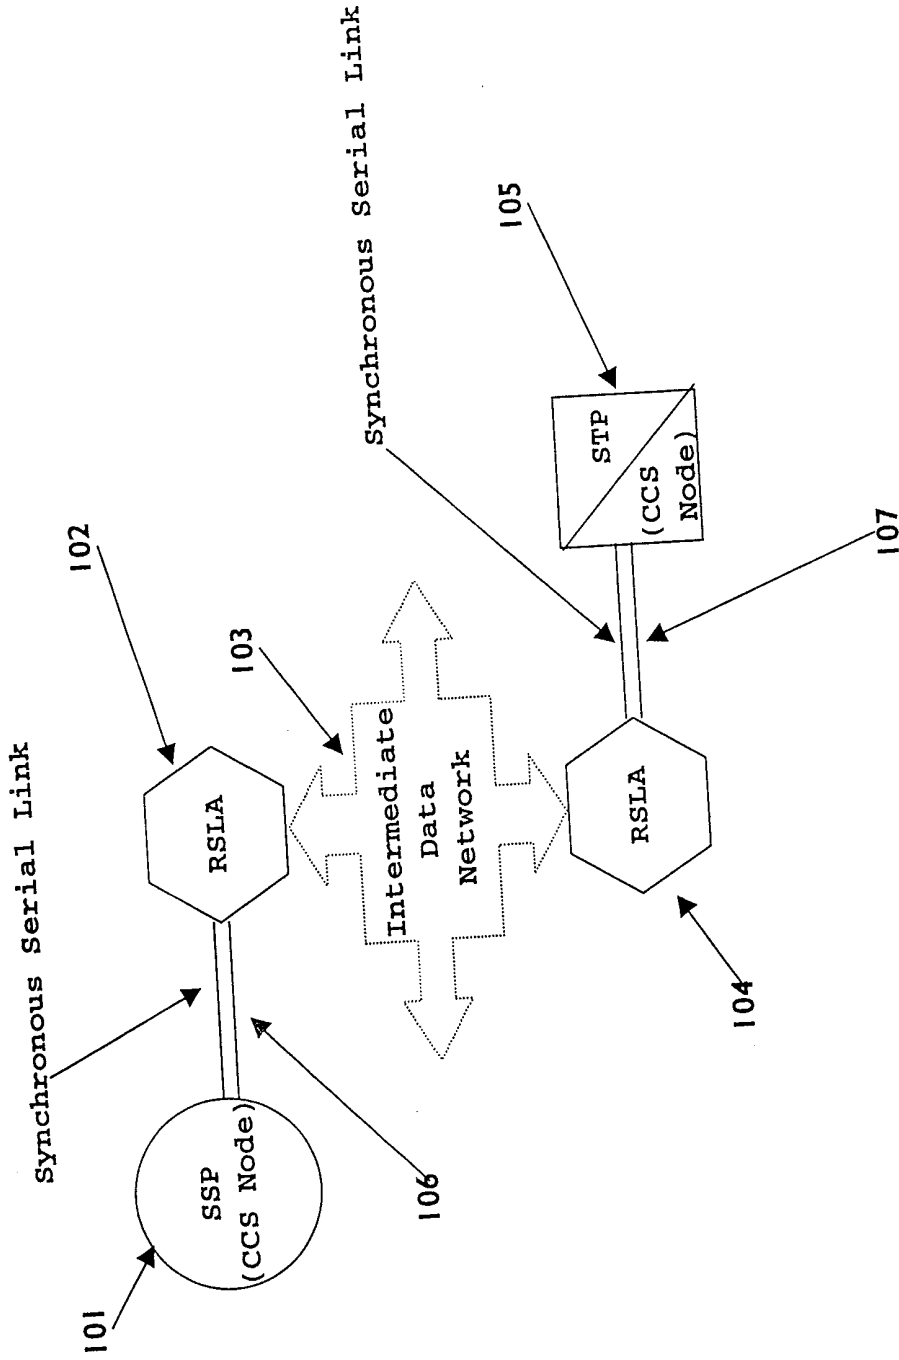 Synchronous Serial Link
101
SSP
(CCS Node)
106
RSLA
102
103
Intermediate
Data
Network
Synchronous Serial Link
104
RSLA
107
STP
(CCS
Node)
105